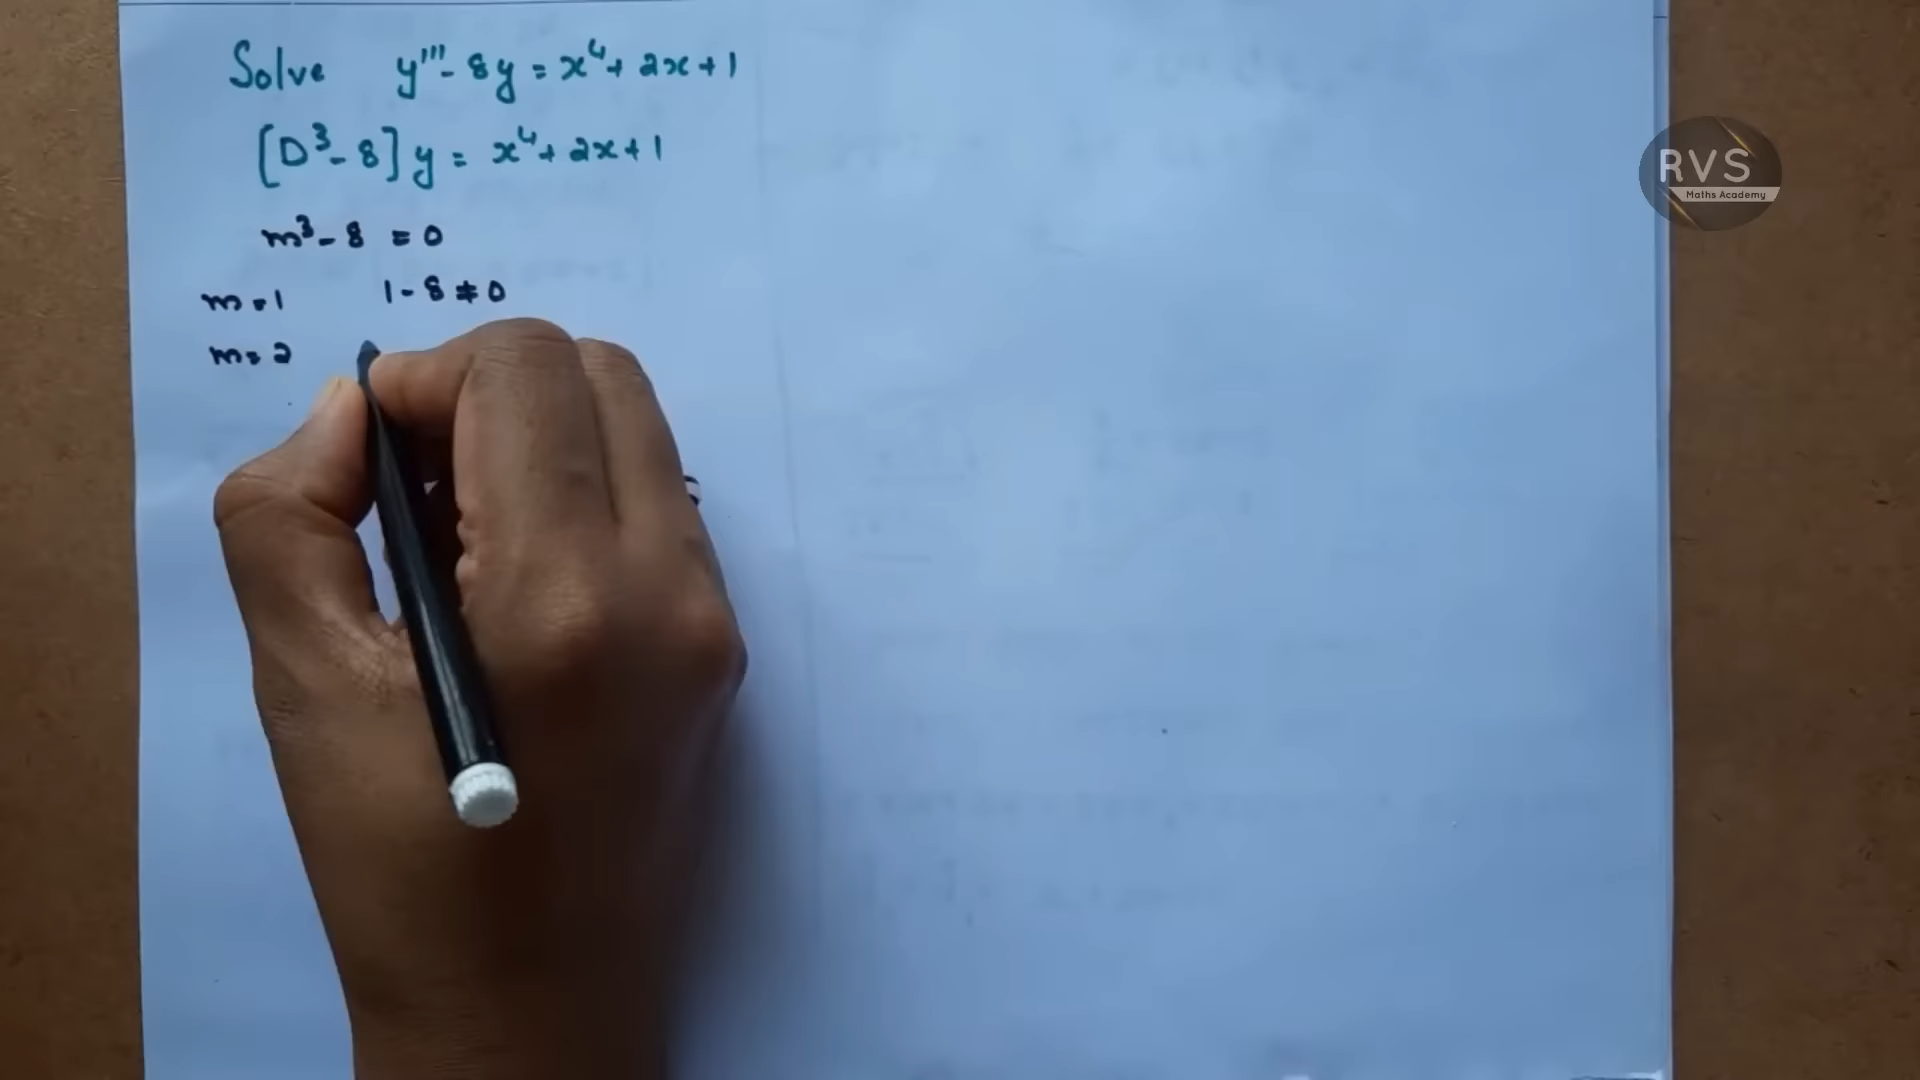 Solve y''' - 8y = x⁴ + 2x + 1
[D³ - 8] y = x⁴ + 2x + 1
m³ - 8 = 0
m = 1 1 - 8 ≠ 0
m = 2
RVS
Maths Academy